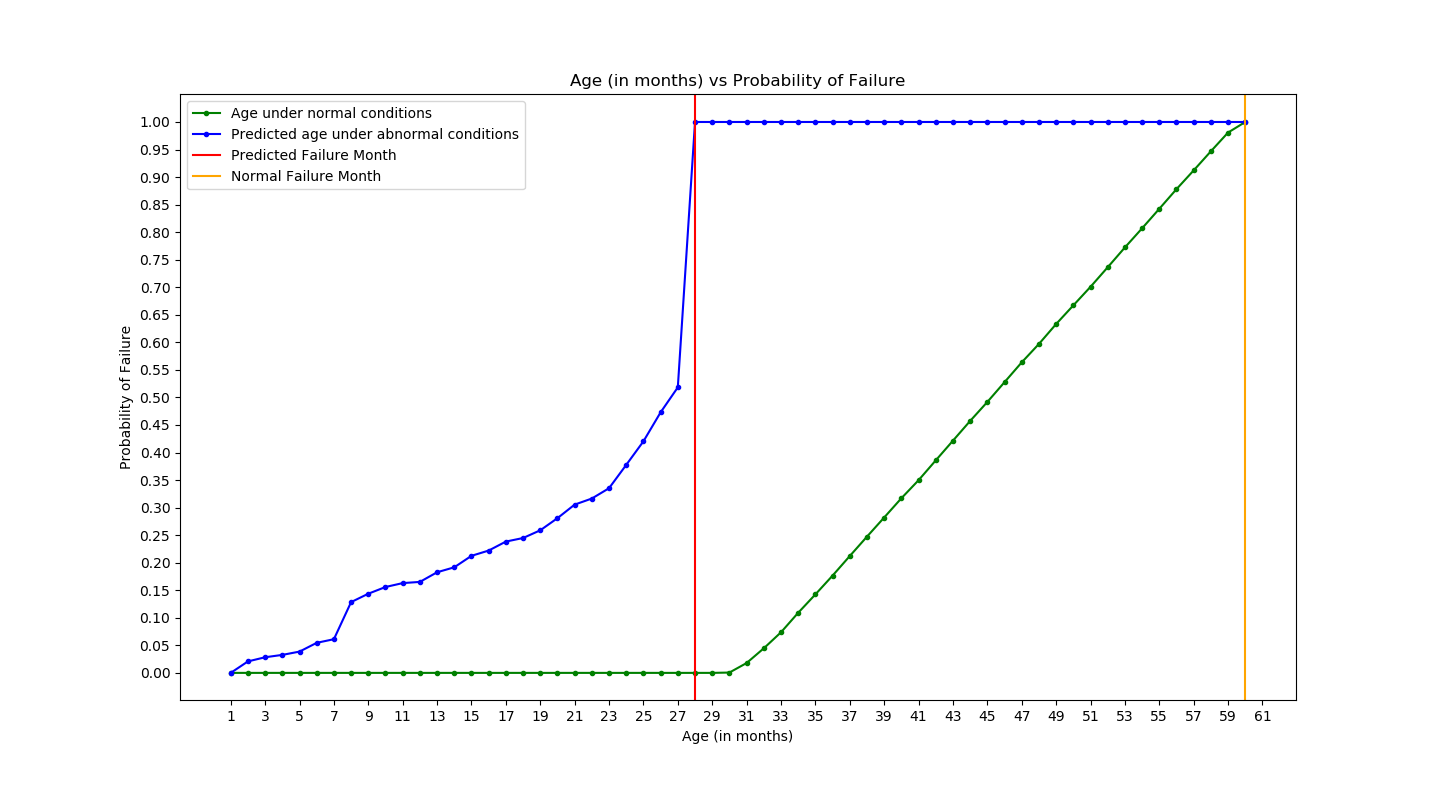 Age (in months) vs Probability of Failure
Age under normal conditions
Predicted age under abnormal conditions
Predicted Failure Month
Normal Failure Month
1.00
0.95
0.90
0.85
0.80
0.75
0.70
0.65
0.60
0.55
0.50
0.45
0.40
0.35
0.30
0.25
0.20
0.15
0.10
0.05
0.00
Probability of Failure
1 3 5 7 9 11 13 15 17 19 21 23 25 27 29 31 33 35 37 39 41 43 45 47 49 51 53 55 57 59 61
Age (in months)